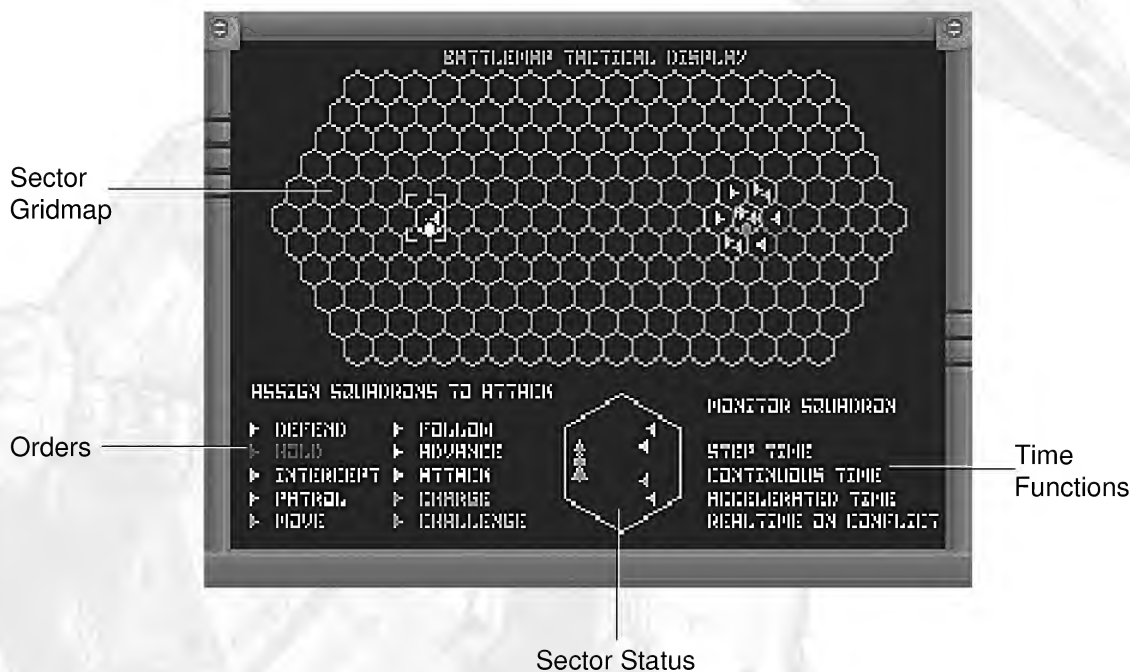 BATTLEMAP TACTICAL DISPLAY
Sector
Gridmap
ASSIGN SQUADRONS TO ATTACK
DEFEND
HOLD
INTERCEPT
PATROL
MOVE
FOLLOW
ADVANCE
ATTACK
CHARGE
CHALLENGE
Orders
MONITOR SQUADRON
STEP TIME
CONTINUOUS TIME
ACCELERATED TIME
REALTIME ON CONFLICT
Time
Functions
Sector Status